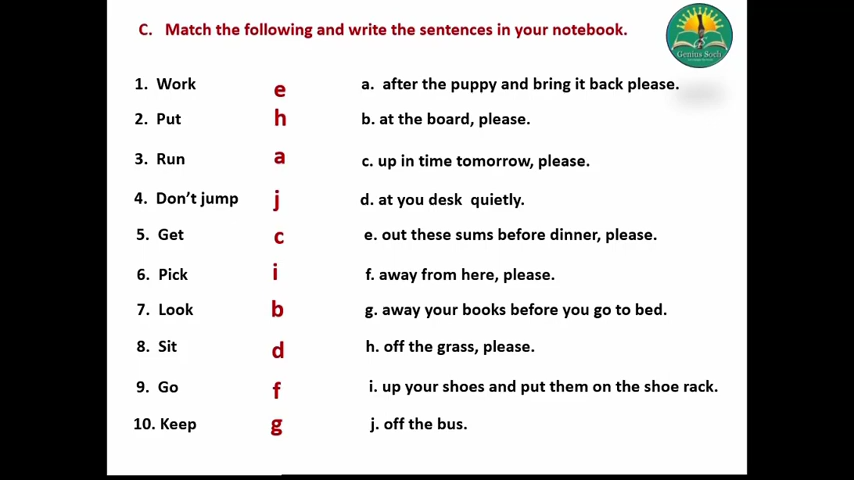 C. Match the following and write the sentences in your notebook.
Genius Soch
1. Work e a. after the puppy and bring it back please.
2. Put h b. at the board, please.
3. Run a c. up in time tomorrow, please.
4. Don't jump j d. at you desk quietly.
5. Get c e. out these sums before dinner, please.
6. Pick i f. away from here, please.
7. Look b g. away your books before you go to bed.
8. Sit d h. off the grass, please.
9. Go f i. up your shoes and put them on the shoe rack.
10. Keep g j. off the bus.